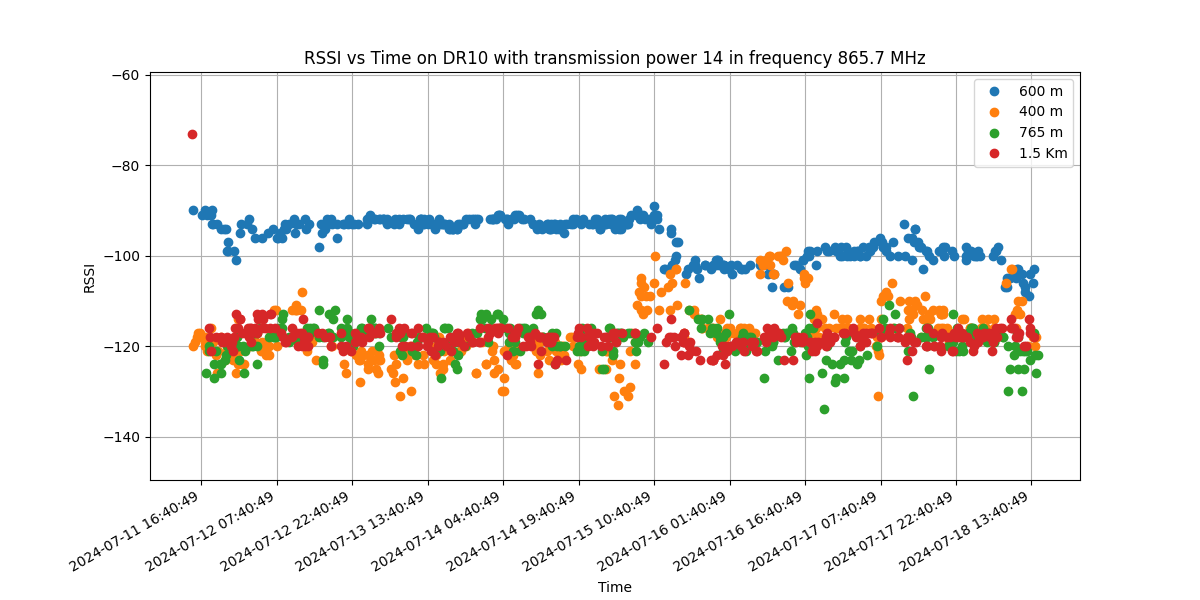 RSSI vs Time on DR10 with transmission power 14 in frequency 865.7 MHz
600 m
400 m
765 m
1.5 Km
RSSI
−60
−80
−100
−120
−140
2024-07-11 16:40:49
2024-07-12 07:40:49
2024-07-12 22:40:49
2024-07-13 13:40:49
2024-07-14 04:40:49
2024-07-14 19:40:49
2024-07-15 10:40:49
2024-07-16 01:40:49
2024-07-16 16:40:49
2024-07-17 07:40:49
2024-07-17 22:40:49
2024-07-18 13:40:49
Time